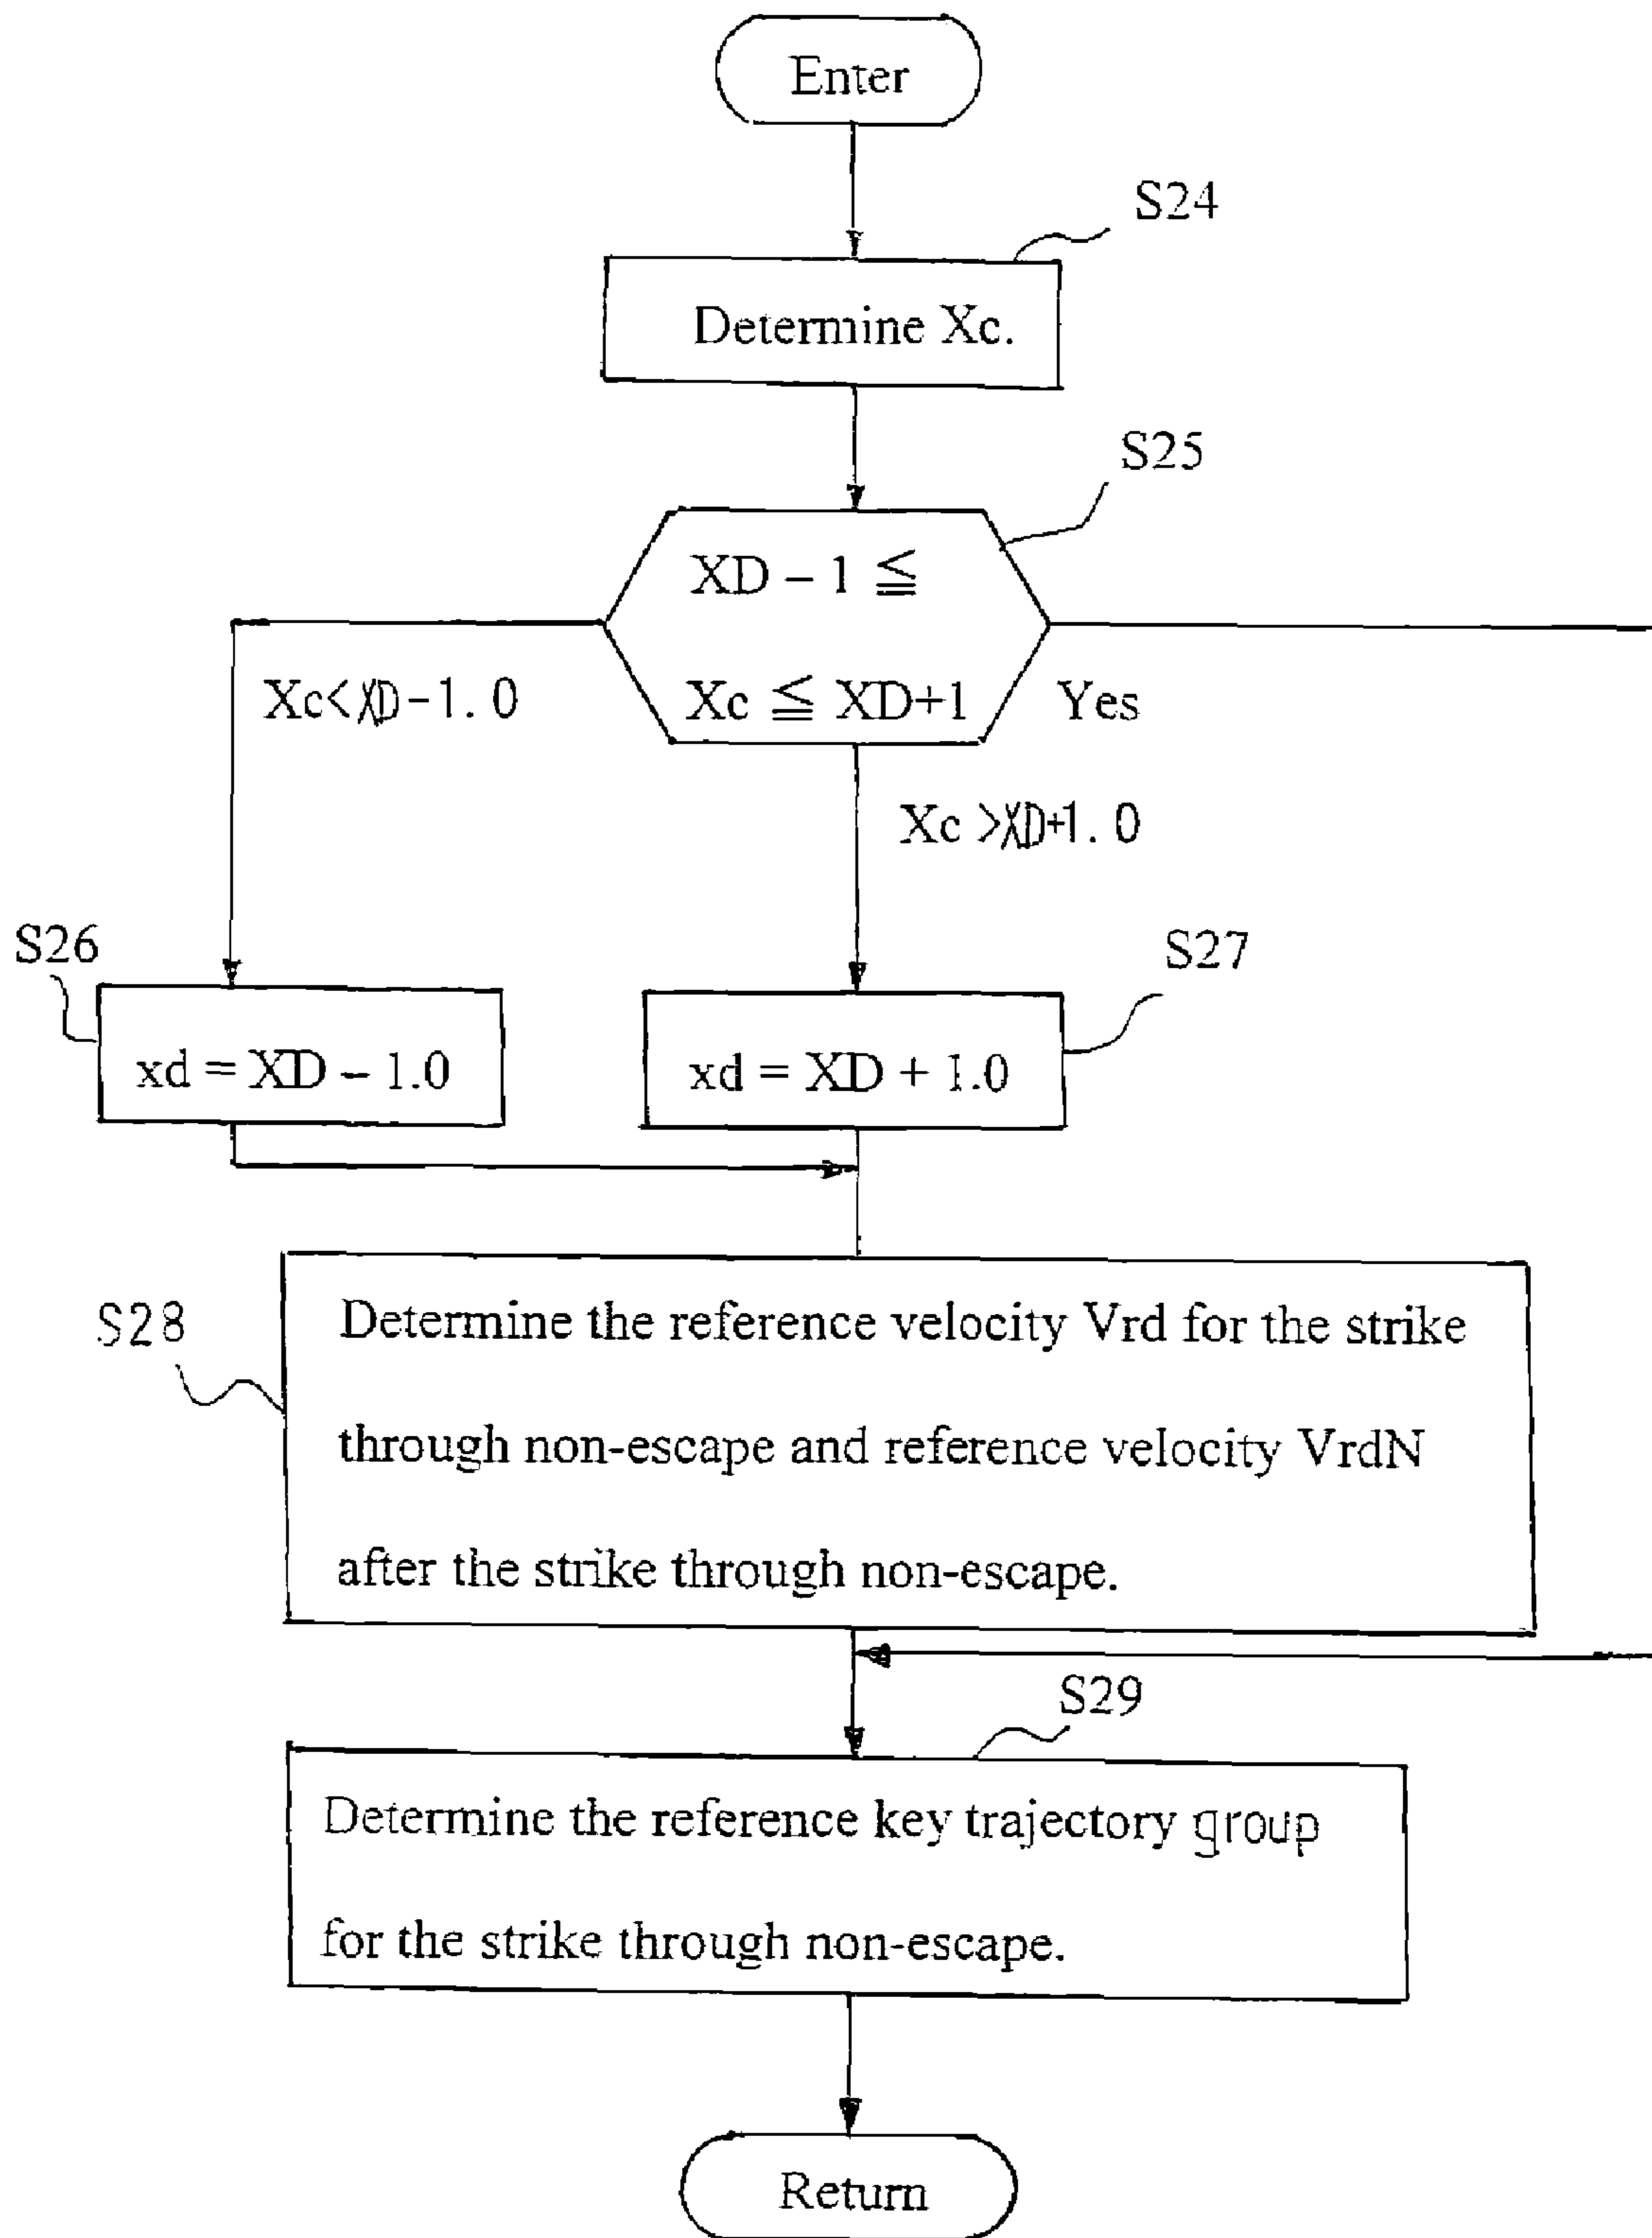 Enter
S24
Determine Xc.
S25
XD – 1 ≦
Xc ≦ XD+1
Yes
Xc<XD-1.0
Xc >XD+1.0
S26
S27
xd = XD – 1.0
xd = XD + 1.0
S28
Determine the reference velocity Vrd for the strike
through non-escape and reference velocity VrdN
after the strike through non-escape.
S29
Determine the reference key trajectory group
for the strike through non-escape.
Return